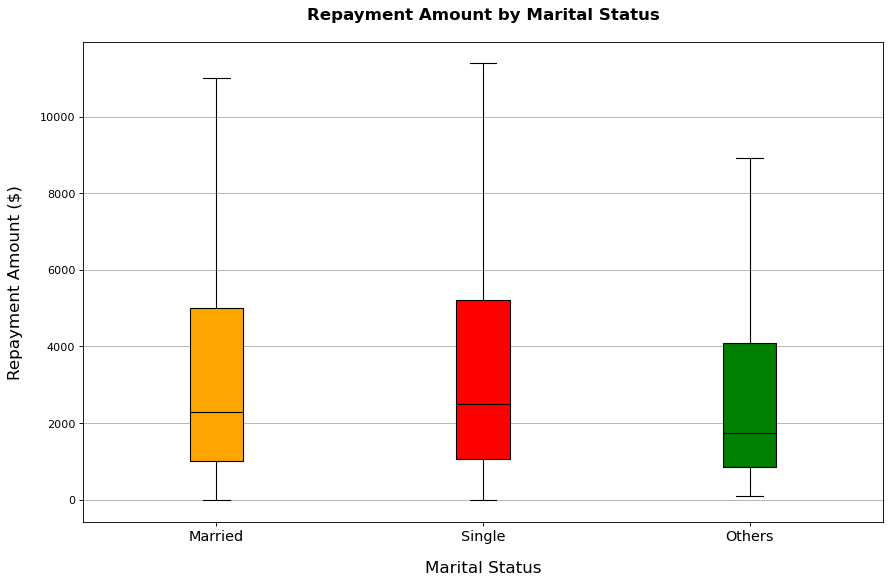 Repayment Amount by Marital Status
Repayment Amount ($)
10000
8000
6000
4000
2000
0
Married Single Others
Marital Status